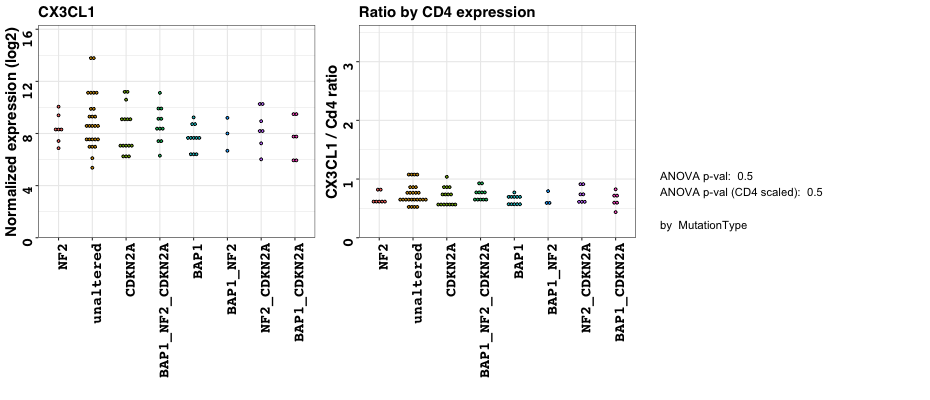 CX3CL1
Normalized expression (log2)
16
12
8
4
0
NF2
unaltered
CDKN2A
BAP1_NF2_CDKN2A
BAP1
BAP1_NF2
NF2_CDKN2A
BAP1_CDKN2A
Ratio by CD4 expression
CX3CL1 / Cd4 ratio
3
2
1
0
NF2
unaltered
CDKN2A
BAP1_NF2_CDKN2A
BAP1
BAP1_NF2
NF2_CDKN2A
BAP1_CDKN2A
ANOVA p-val: 0.5
ANOVA p-val (CD4 scaled): 0.5
by MutationType